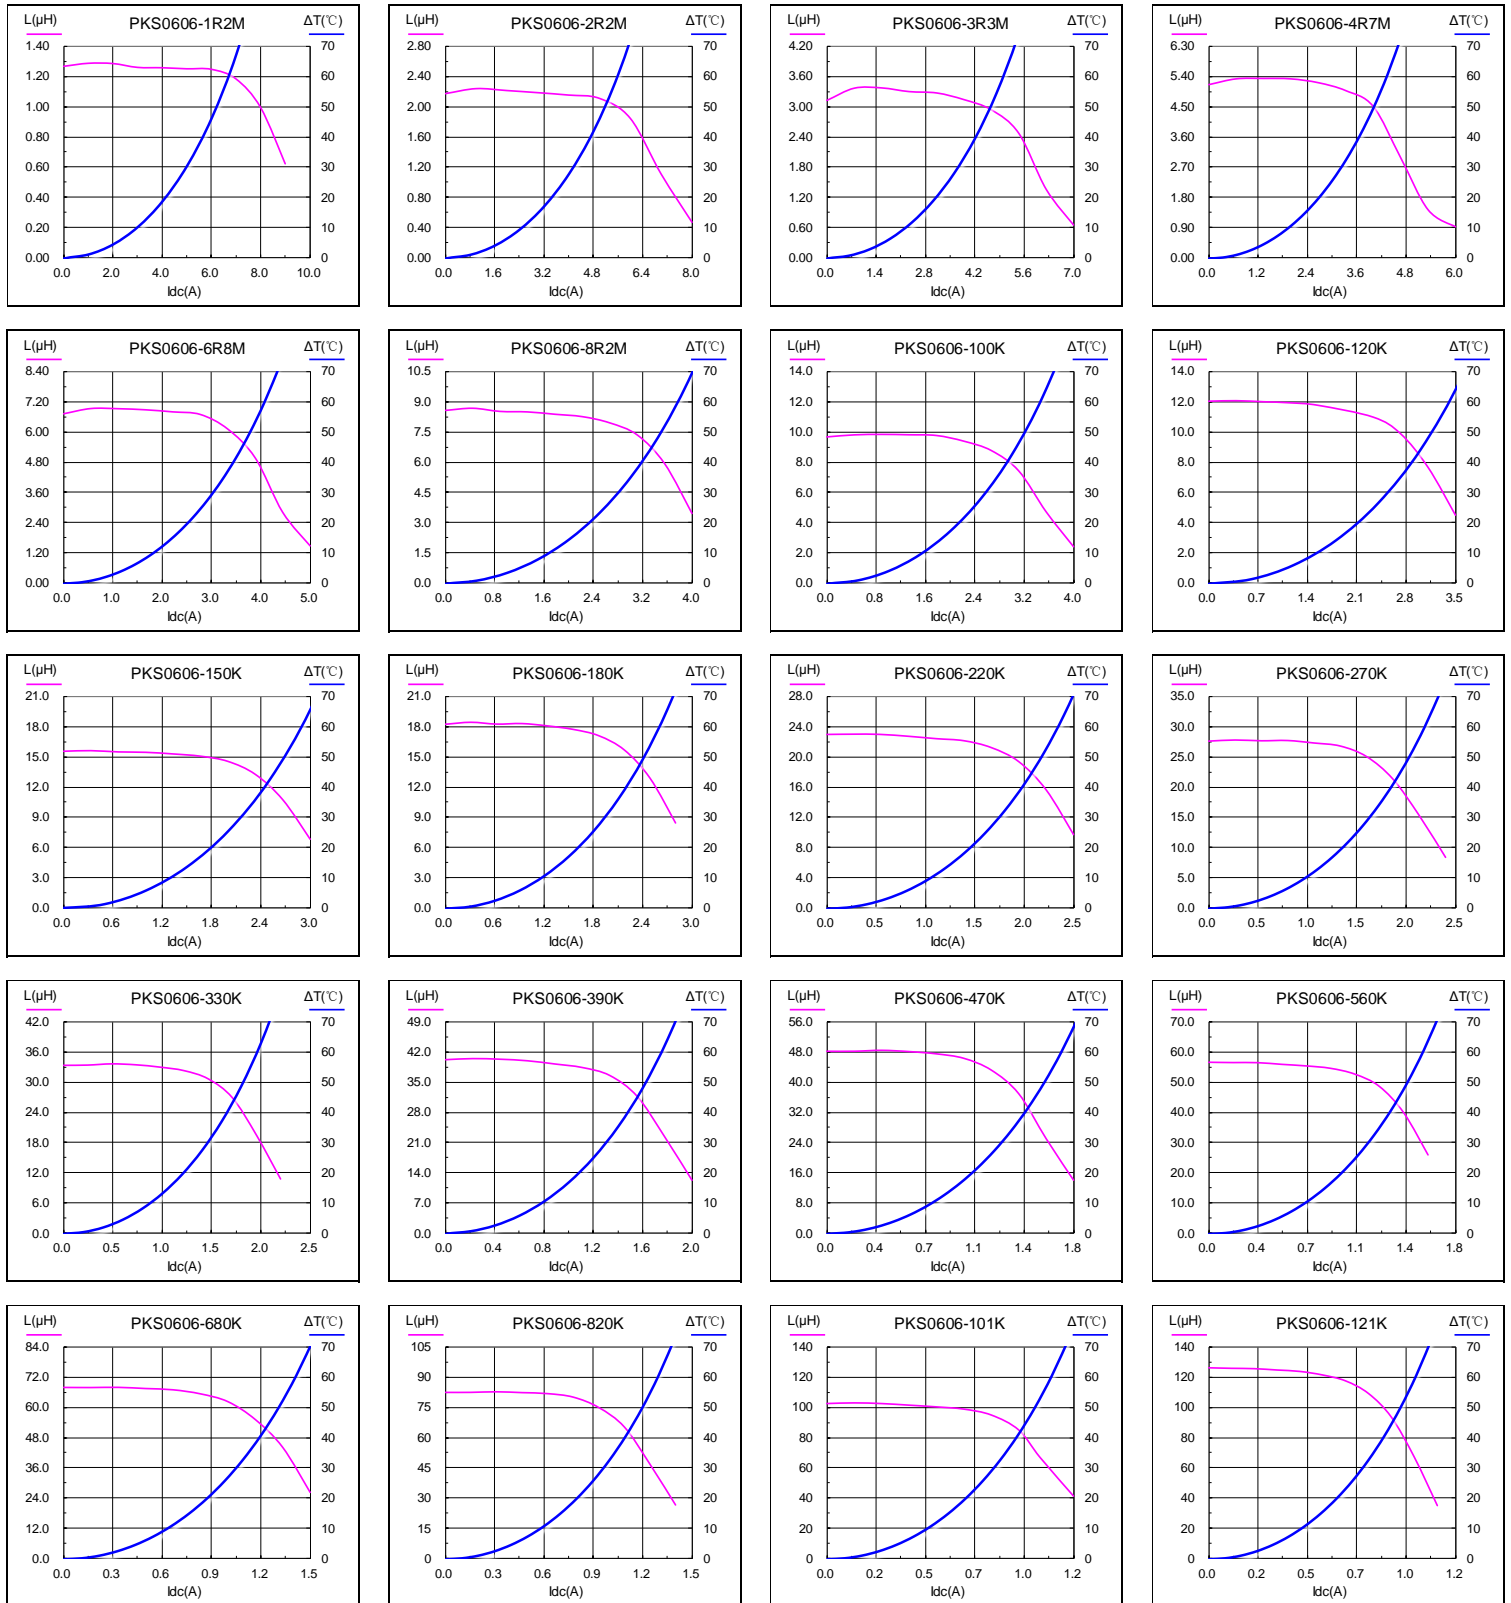 L(μH) PKS0606-1R2M ΔT(℃)
1.40 70
1.20 60
1.00 50
0.80 40
0.60 30
0.40 20
0.20 10
0.00 0
0.0 2.0 4.0 6.0 8.0 10.0
Idc(A)
L(μH) PKS0606-2R2M ΔT(℃)
2.80 70
2.40 60
2.00 50
1.60 40
1.20 30
0.80 20
0.40 10
0.00 0
0.0 1.6 3.2 4.8 6.4 8.0
Idc(A)
L(μH) PKS0606-3R3M ΔT(℃)
4.20 70
3.60 60
3.00 50
2.40 40
1.80 30
1.20 20
0.60 10
0.00 0
0.0 1.4 2.8 4.2 5.6 7.0
Idc(A)
L(μH) PKS0606-4R7M ΔT(℃)
6.30 70
5.40 60
4.50 50
3.60 40
2.70 30
1.80 20
0.90 10
0.00 0
0.0 1.2 2.4 3.6 4.8 6.0
Idc(A)
L(μH) PKS0606-6R8M ΔT(℃)
8.40 70
7.20 60
6.00 50
4.80 40
3.60 30
2.40 20
1.20 10
0.00 0
0.0 1.0 2.0 3.0 4.0 5.0
Idc(A)
L(μH) PKS0606-8R2M ΔT(℃)
10.5 70
9.0 60
7.5 50
6.0 40
4.5 30
3.0 20
1.5 10
0.0 0
0.0 0.8 1.6 2.4 3.2 4.0
Idc(A)
L(μH) PKS0606-100K ΔT(℃)
14.0 70
12.0 60
10.0 50
8.0 40
6.0 30
4.0 20
2.0 10
0.0 0
0.0 0.8 1.6 2.4 3.2 4.0
Idc(A)
L(μH) PKS0606-120K ΔT(℃)
14.0 70
12.0 60
10.0 50
8.0 40
6.0 30
4.0 20
2.0 10
0.0 0
0.0 0.7 1.4 2.1 2.8 3.5
Idc(A)
L(μH) PKS0606-150K ΔT(℃)
21.0 70
18.0 60
15.0 50
12.0 40
9.0 30
6.0 20
3.0 10
0.0 0
0.0 0.6 1.2 1.8 2.4 3.0
Idc(A)
L(μH) PKS0606-180K ΔT(℃)
21.0 70
18.0 60
15.0 50
12.0 40
9.0 30
6.0 20
3.0 10
0.0 0
0.0 0.6 1.2 1.8 2.4 3.0
Idc(A)
L(μH) PKS0606-220K ΔT(℃)
28.0 70
24.0 60
20.0 50
16.0 40
12.0 30
8.0 20
4.0 10
0.0 0
0.0 0.5 1.0 1.5 2.0 2.5
Idc(A)
L(μH) PKS0606-270K ΔT(℃)
35.0 70
30.0 60
25.0 50
20.0 40
15.0 30
10.0 20
5.0 10
0.0 0
0.0 0.5 1.0 1.5 2.0 2.5
Idc(A)
L(μH) PKS0606-330K ΔT(℃)
42.0 70
36.0 60
30.0 50
24.0 40
18.0 30
12.0 20
6.0 10
0.0 0
0.0 0.5 1.0 1.5 2.0 2.5
Idc(A)
L(μH) PKS0606-390K ΔT(℃)
49.0 70
42.0 60
35.0 50
28.0 40
21.0 30
14.0 20
7.0 10
0.0 0
0.0 0.4 0.8 1.2 1.6 2.0
Idc(A)
L(μH) PKS0606-470K ΔT(℃)
56.0 70
48.0 60
40.0 50
32.0 40
24.0 30
16.0 20
8.0 10
0.0 0
0.0 0.4 0.7 1.1 1.4 1.8
Idc(A)
L(μH) PKS0606-560K ΔT(℃)
70.0 70
60.0 60
50.0 50
40.0 40
30.0 30
20.0 20
10.0 10
0.0 0
0.0 0.4 0.7 1.1 1.4 1.8
Idc(A)
L(μH) PKS0606-680K ΔT(℃)
84.0 70
72.0 60
60.0 50
48.0 40
36.0 30
24.0 20
12.0 10
0.0 0
0.0 0.3 0.6 0.9 1.2 1.5
Idc(A)
L(μH) PKS0606-820K ΔT(℃)
105 70
90 60
75 50
60 40
45 30
30 20
15 10
0 0
0.0 0.3 0.6 0.9 1.2 1.5
Idc(A)
L(μH) PKS0606-101K ΔT(℃)
140 70
120 60
100 50
80 40
60 30
40 20
20 10
0 0
0.0 0.2 0.5 0.7 1.0 1.2
Idc(A)
L(μH) PKS0606-121K ΔT(℃)
140 70
120 60
100 50
80 40
60 30
40 20
20 10
0 0
0.0 0.2 0.5 0.7 1.0 1.2
Idc(A)